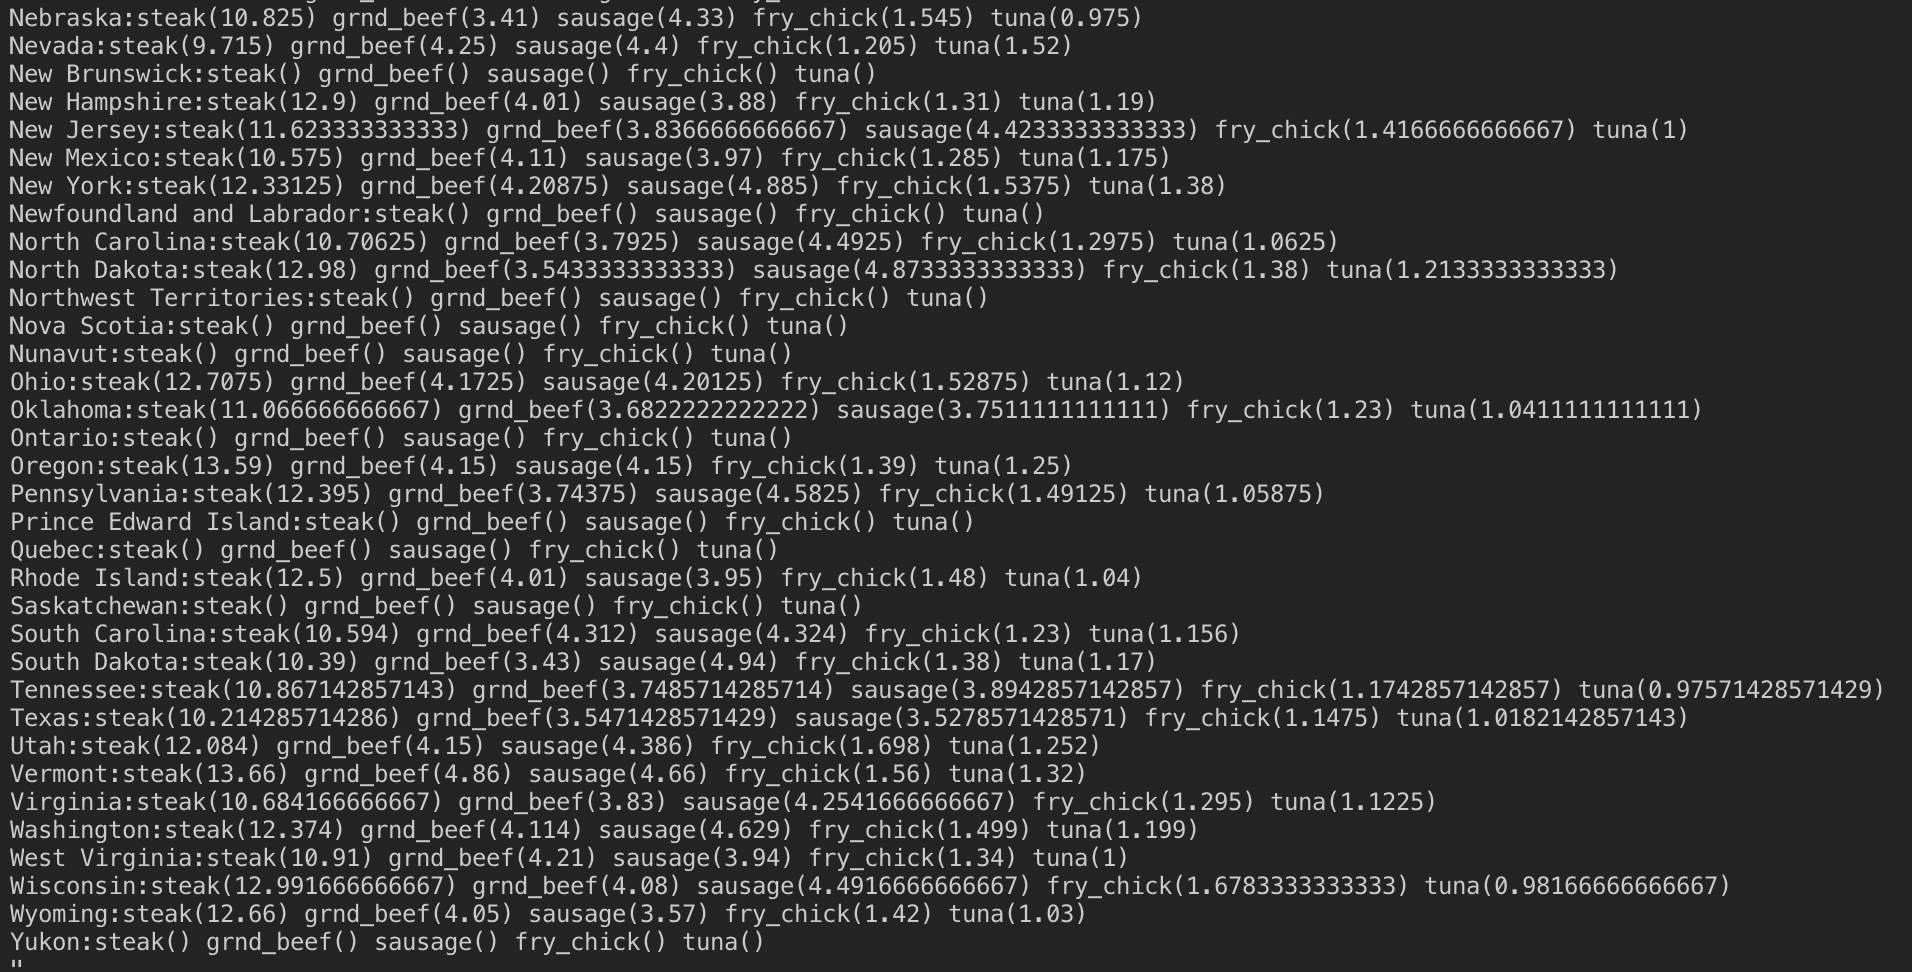 Nebraska:steak(10.825) grnd_beef(3.41) sausage(4.33) fry_chick(1.545) tuna(0.975)
Nevada:steak(9.715) grnd_beef(4.25) sausage(4.4) fry_chick(1.205) tuna(1.52)
New Brunswick:steak() grnd_beef() sausage() fry_chick() tuna()
New Hampshire:steak(12.9) grnd_beef(4.01) sausage(3.88) fry_chick(1.31) tuna(1.19)
New Jersey:steak(11.623333333333) grnd_beef(3.8366666666667) sausage(4.4233333333333) fry_chick(1.4166666666667) tuna(1)
New Mexico:steak(10.575) grnd_beef(4.11) sausage(3.97) fry_chick(1.285) tuna(1.175)
New York:steak(12.33125) grnd_beef(4.20875) sausage(4.885) fry_chick(1.5375) tuna(1.38)
Newfoundland and Labrador:steak() grnd_beef() sausage() fry_chick() tuna()
North Carolina:steak(10.70625) grnd_beef(3.7925) sausage(4.4925) fry_chick(1.2975) tuna(1.0625)
North Dakota:steak(12.98) grnd_beef(3.5433333333333) sausage(4.8733333333333) fry_chick(1.38) tuna(1.2133333333333)
Northwest Territories:steak() grnd_beef() sausage() fry_chick() tuna()
Nova Scotia:steak() grnd_beef() sausage() fry_chick() tuna()
Nunavut:steak() grnd_beef() sausage() fry_chick() tuna()
Ohio:steak(12.7075) grnd_beef(4.1725) sausage(4.20125) fry_chick(1.52875) tuna(1.12)
Oklahoma:steak(11.066666666667) grnd_beef(3.6822222222222) sausage(3.7511111111111) fry_chick(1.23) tuna(1.0411111111111)
Ontario:steak() grnd_beef() sausage() fry_chick() tuna()
Oregon:steak(13.59) grnd_beef(4.15) sausage(4.15) fry_chick(1.39) tuna(1.25)
Pennsylvania:steak(12.395) grnd_beef(3.74375) sausage(4.5825) fry_chick(1.49125) tuna(1.05875)
Prince Edward Island:steak() grnd_beef() sausage() fry_chick() tuna()
Quebec:steak() grnd_beef() sausage() fry_chick() tuna()
Rhode Island:steak(12.5) grnd_beef(4.01) sausage(3.95) fry_chick(1.48) tuna(1.04)
Saskatchewan:steak() grnd_beef() sausage() fry_chick() tuna()
South Carolina:steak(10.594) grnd_beef(4.312) sausage(4.324) fry_chick(1.23) tuna(1.156)
South Dakota:steak(10.39) grnd_beef(3.43) sausage(4.94) fry_chick(1.38) tuna(1.17)
Tennessee:steak(10.867142857143) grnd_beef(3.7485714285714) sausage(3.8942857142857) fry_chick(1.1742857142857) tuna(0.97571428571429)
Texas:steak(10.214285714286) grnd_beef(3.5471428571429) sausage(3.5278571428571) fry_chick(1.1475) tuna(1.0182142857143)
Utah:steak(12.084) grnd_beef(4.15) sausage(4.386) fry_chick(1.698) tuna(1.252)
Vermont:steak(13.66) grnd_beef(4.86) sausage(4.66) fry_chick(1.56) tuna(1.32)
Virginia:steak(10.684166666667) grnd_beef(3.83) sausage(4.2541666666667) fry_chick(1.295) tuna(1.1225)
Washington:steak(12.374) grnd_beef(4.114) sausage(4.629) fry_chick(1.499) tuna(1.199)
West Virginia:steak(10.91) grnd_beef(4.21) sausage(3.94) fry_chick(1.34) tuna(1)
Wisconsin:steak(12.991666666667) grnd_beef(4.08) sausage(4.4916666666667) fry_chick(1.6783333333333) tuna(0.98166666666667)
Wyoming:steak(12.66) grnd_beef(4.05) sausage(3.57) fry_chick(1.42) tuna(1.03)
Yukon:steak() grnd_beef() sausage() fry_chick() tuna()
"